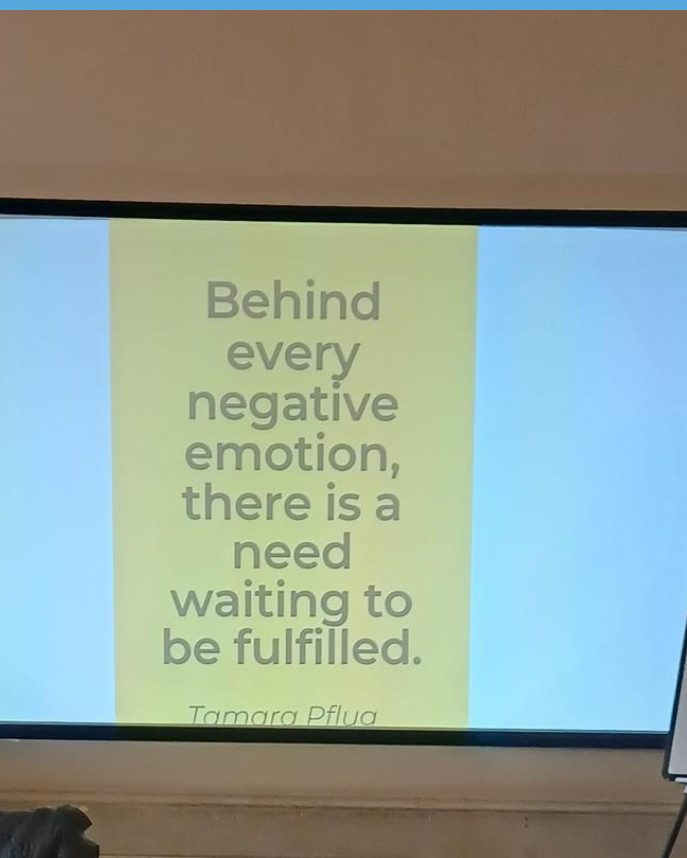 Behind
every
negative
emotion,
there is a
need
waiting to
be fulfilled.
Tamara Pflug